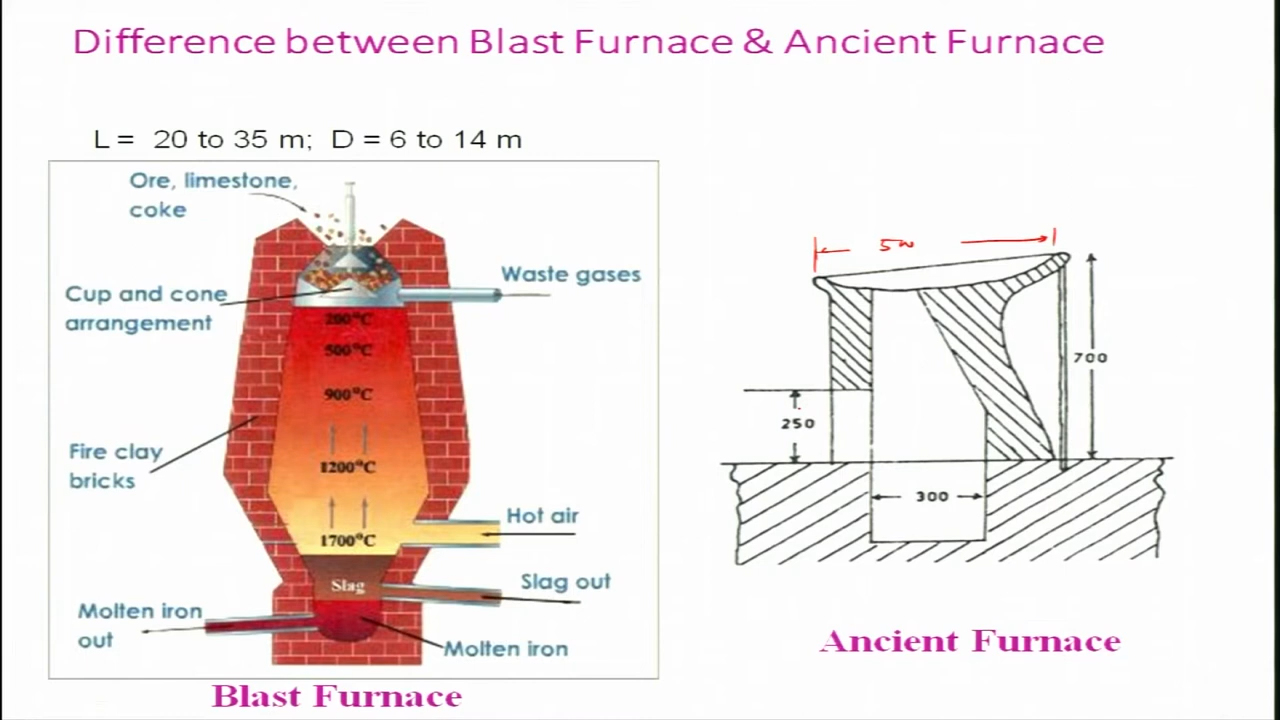 Difference between Blast Furnace & Ancient Furnace
L = 20 to 35 m; D = 6 to 14 m
Ore, limestone,
coke
Waste gases
Cup and cone
arrangement
200°C
500°C
900°C
Fire clay
bricks
1200°C
Hot air
1700°C
Slag
Slag out
Molten iron
out
Molten iron
Blast Furnace
700
250
300
Ancient Furnace